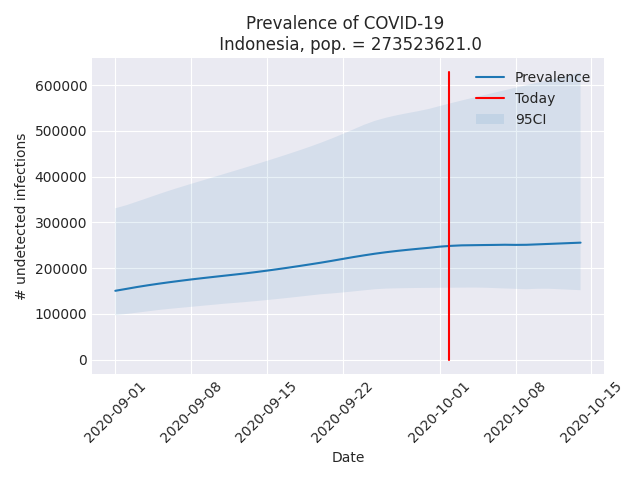 Prevalence of COVID-19
Indonesia, pop. = 273523621.0
Prevalence
Today
95CI
600000
500000
400000
300000
200000
100000
0
# undetected infections
2020-09-01
2020-09-08
2020-09-15
2020-09-22
2020-10-01
2020-10-08
2020-10-15
Date